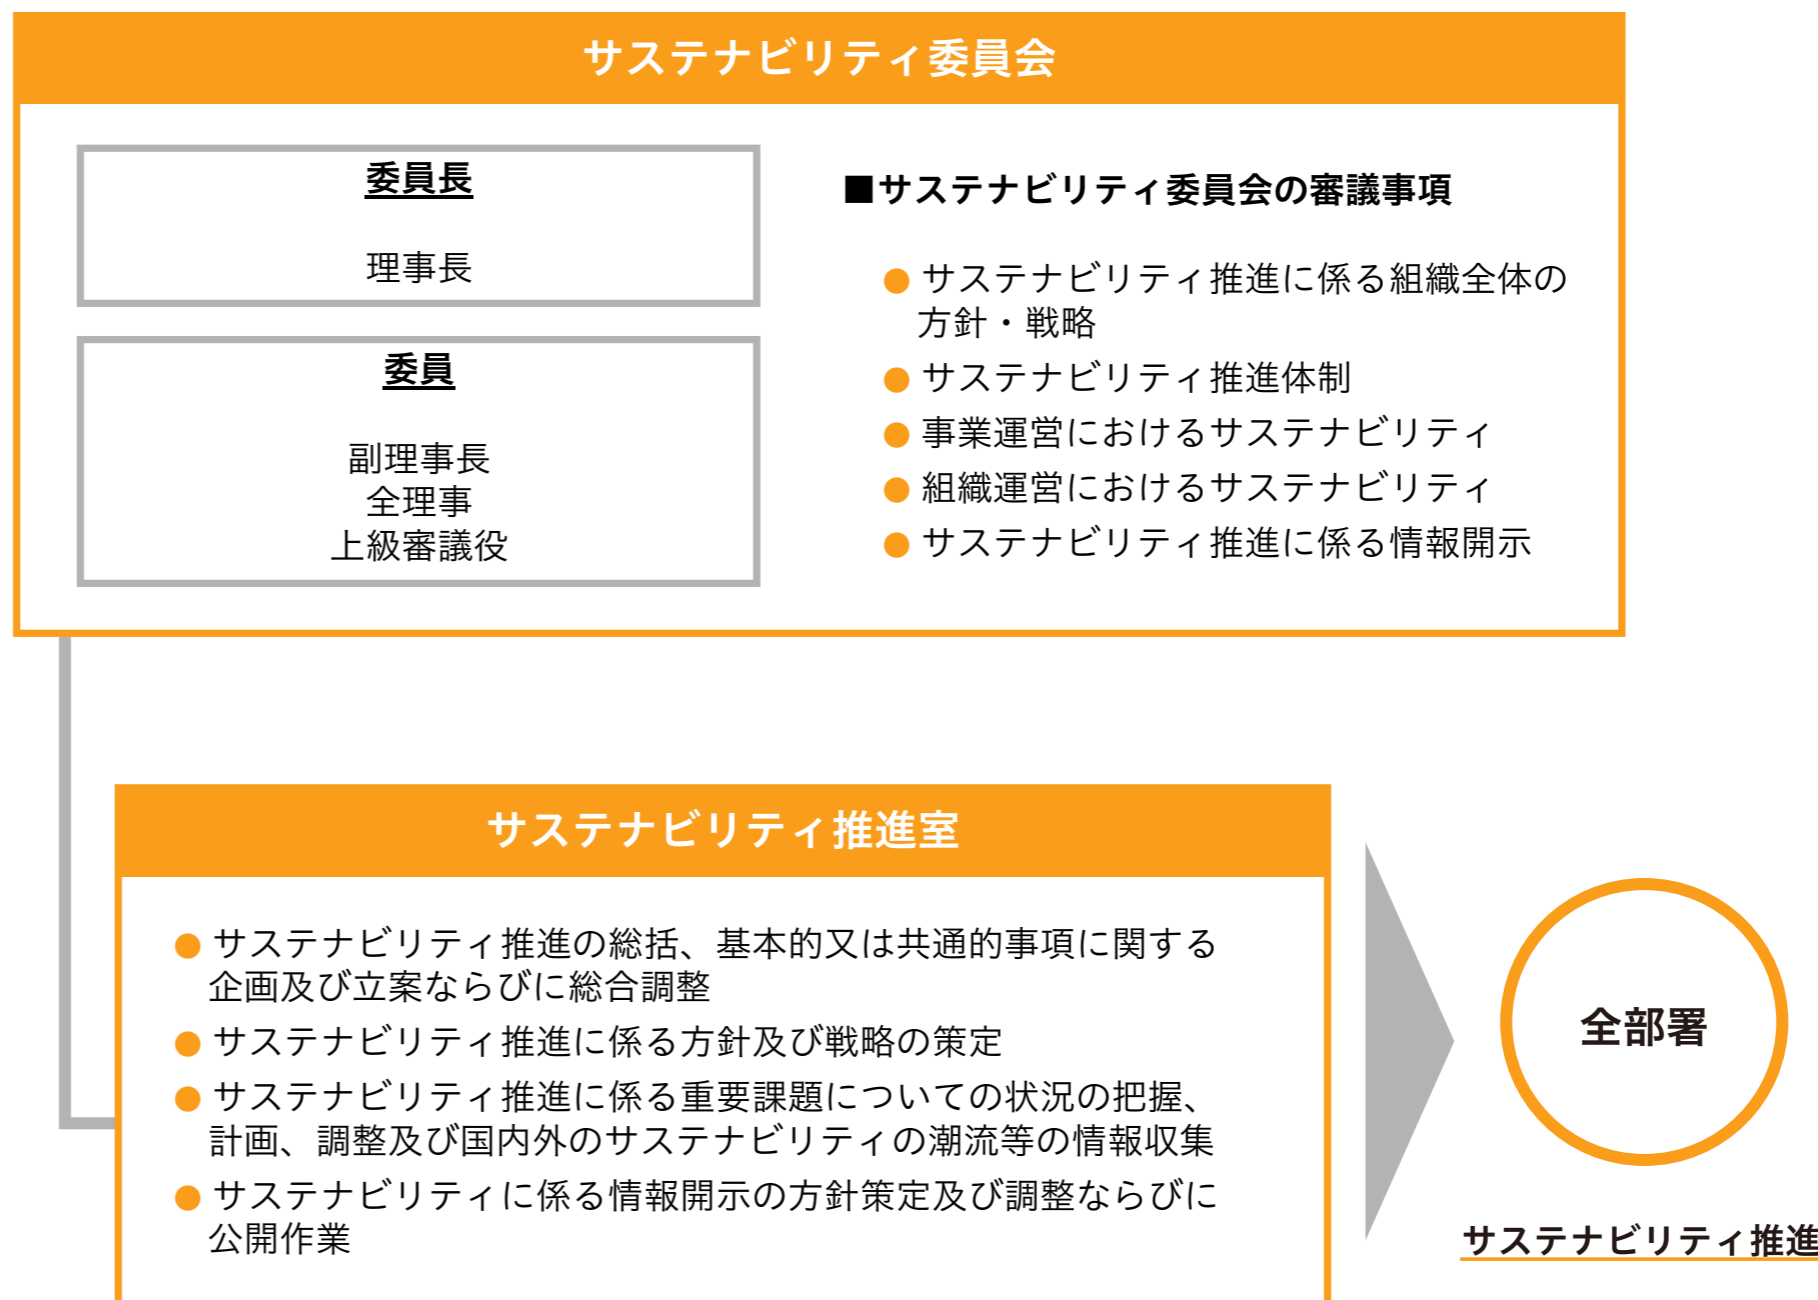 サステナビリティ委員会
委員長
理事長
委員
副理事長
全理事
上級審議役
■サステナビリティ委員会の審議事項
● サステナビリティ推進に係る組織全体の
方針・戦略
● サステナビリティ推進体制
● 事業運営におけるサステナビリティ
● 組織運営におけるサステナビリティ
● サステナビリティ推進に係る情報開示
サステナビリティ推進室
● サステナビリティ推進の総括、基本的又は共通的事項に関する
企画及び立案ならびに総合調整
● サステナビリティ推進に係る方針及び戦略の策定
● サステナビリティ推進に係る重要課題についての状況の把握、
計画、調整及び国内外のサステナビリティの潮流等の情報収集
● サステナビリティに係る情報開示の方針策定及び調整ならびに
公開作業
全部署
サステナビリティ推進